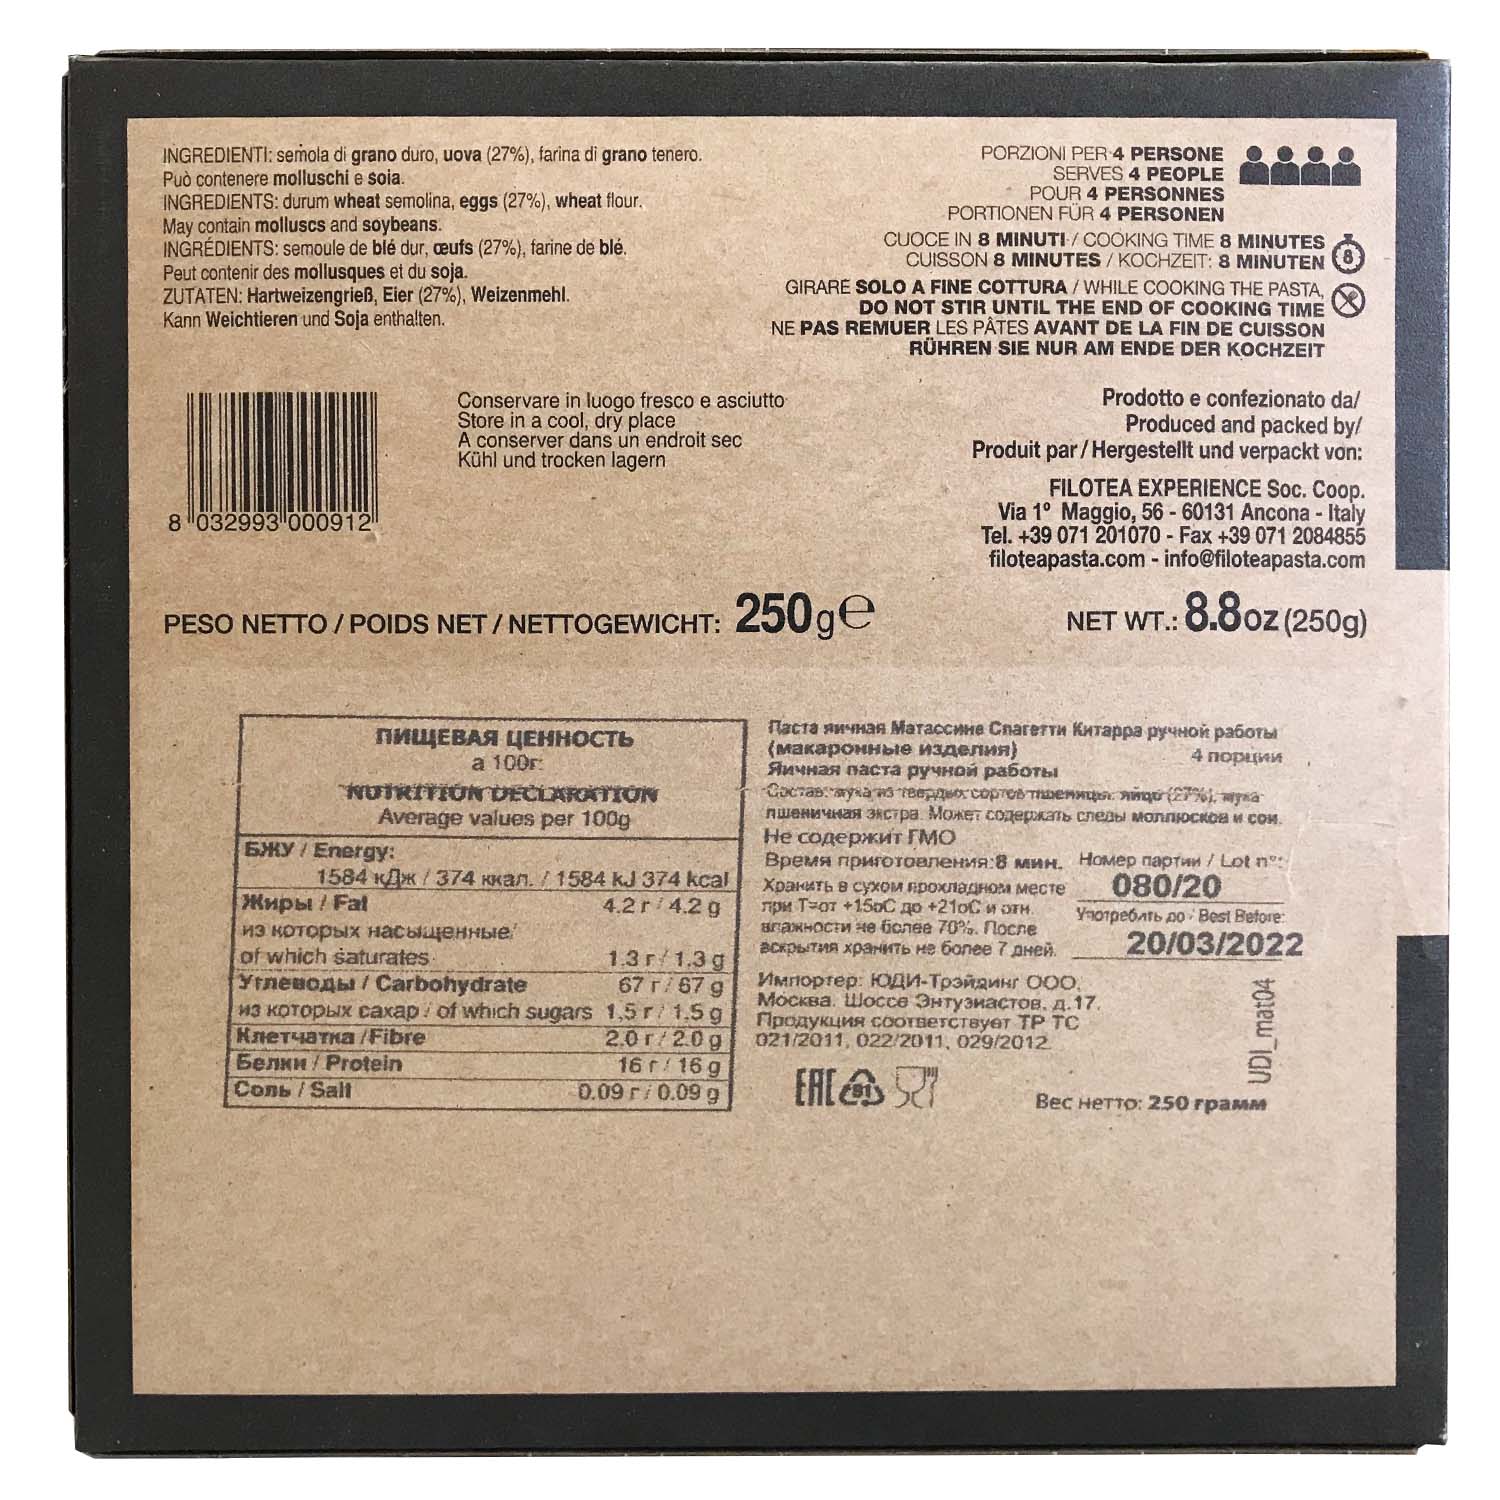 INGREDIENTI: semola di grano duro, uova (27%), farina di grano tenero.
Può contenere molluschi e soia.
INGREDIENTS: durum wheat semolina, eggs (27%), wheat flour.
May contain molluscs and soybeans.
INGRÉDIENTS: semoule de blé dur, œufs (27%), farine de blé.
Peut contenir des mollusques et du soja.
ZUTATEN: Hartweizengrieß, Eier (27%), Weizenmehl.
Kann Weichtieren und Soja enthalten.
PORZIONI PER 4 PERSONE
SERVES 4 PEOPLE
POUR 4 PERSONNES
PORTIONEN FÜR 4 PERSONEN
CUOCE IN 8 MINUTI / COOKING TIME 8 MINUTES
CUISSON 8 MINUTES / KOCHZEIT: 8 MINUTEN
8
GIRARE SOLO A FINE COTTURA / WHILE COOKING THE PASTA,
DO NOT STIR UNTIL THE END OF COOKING TIME
NE PAS REMUER LES PÂTES AVANT DE LA FIN DE CUISSON
RÜHREN SIE NUR AM ENDE DER KOCHZEIT
8 032993 000912
Conservare in luogo fresco e asciutto
Store in a cool, dry place
A conserver dans un endroit sec
Kühl und trocken lagern
Prodotto e confezionato da/
Produced and packed by/
Produit par / Hergestellt und verpackt von:
FILOTEA EXPERIENCE Soc. Coop.
Via 1° Maggio, 56 - 60131 Ancona - Italy
Tel. +39 071 201070 - Fax +39 071 2084855
filoteapasta.com - info@filoteapasta.com
PESO NETTO / POIDS NET / NETTOGEWICHT: 250g℮
NET WT.: 8.8oz (250g)
ПИЩЕВАЯ ЦЕННОСТЬ
а 100г:
NUTRITION DECLARATION
Average values per 100g
БЖУ / Energy:
1584 кДж / 374 ккал. / 1584 kJ 374 kcal
Жиры / Fat 4.2 г / 4.2 g
из которых насыщенные/
of which saturates 1.3 г / 1.3 g
Углеводы / Carbohydrate 67 г / 67 g
из которых сахар / of which sugars 1,5 г / 1.5 g
Клетчатка /Fibre 2.0 г / 2.0 g
Белки / Protein 16 г / 16 g
Соль / Salt 0.09 г / 0.09 g
Паста яичная Матассине Спагетти Китарра ручной работы
(макаронные изделия) 4 порции
Яичная паста ручной работы
Состав: мука из твердых сортов пшеницы, яйцо (27%), мука
пшеничная экстра. Может содержать следы моллюсков и сои.
Не содержит ГМО
Время приготовления:8 мин.
Хранить в сухом прохладном месте
при Т=от +15оС до +21оС и отн.
влажности не более 70%. После
вскрытия хранить не более 7 дней.
Номер партии / Lot n°:
080/20
Употребить до / Best Before:
20/03/2022
Импортер: ЮДИ-Трэйдинг ООО,
Москва. Шоссе Энтузиастов, д.17.
Продукция соответствует ТР ТС
021/2011, 022/2011, 029/2012.
UDI_mat04
EAC
Вес нетто: 250 грамм